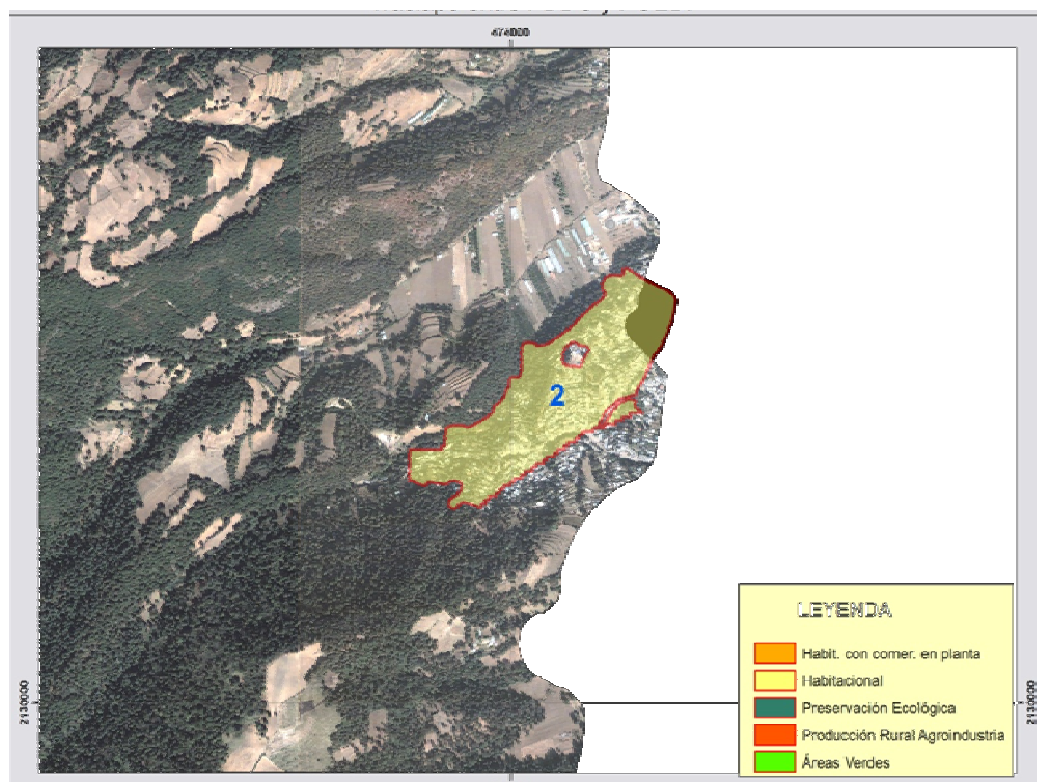 474000
2
LEYENDA
Habit. con comer. en planta
Habitacional
Preservación Ecológica
Producción Rural Agroindustria
Áreas Verdes
2130000
2130000